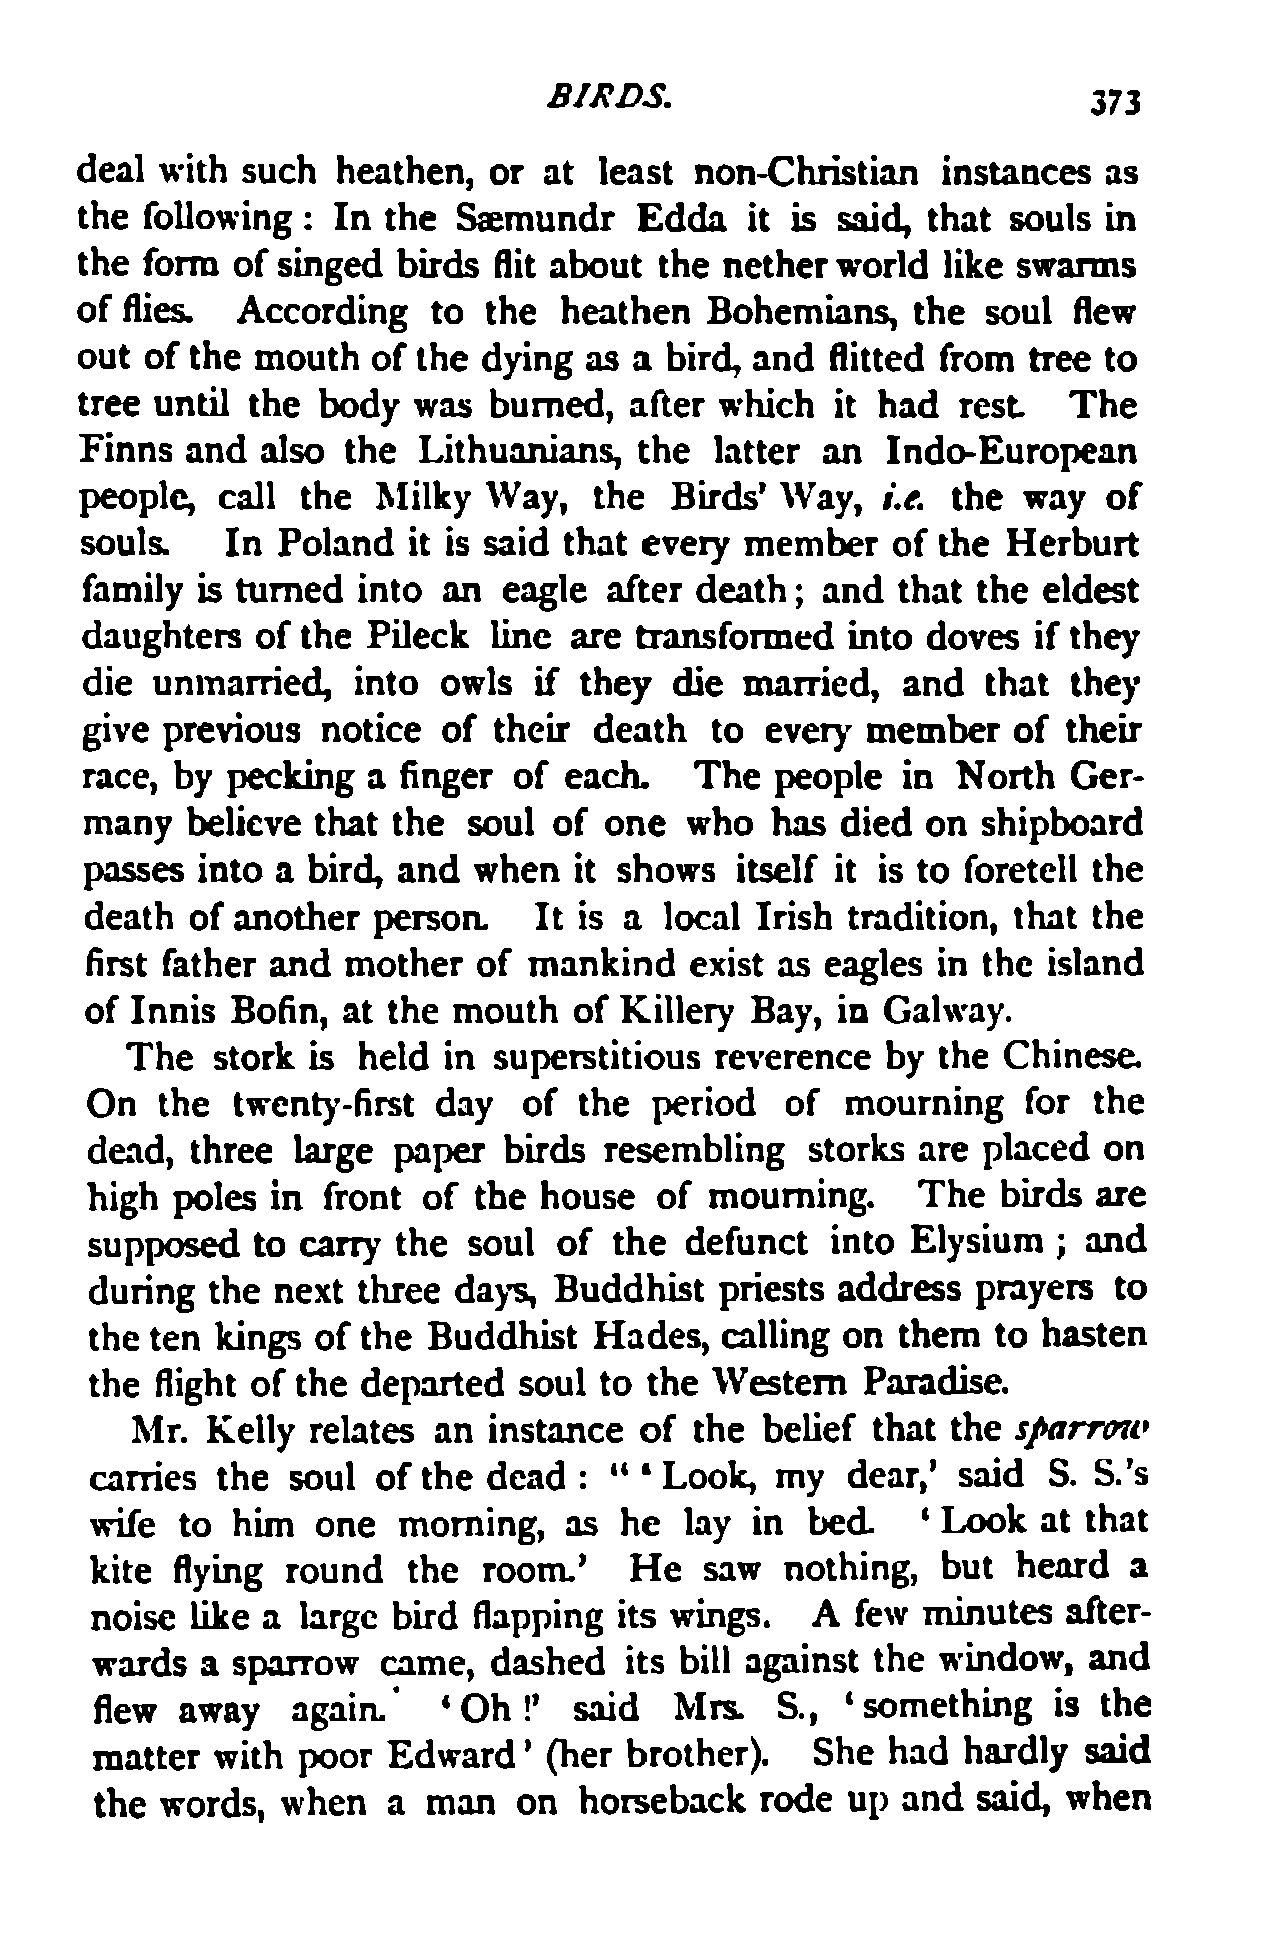 BIRDS. 373
deal with such heathen, or at least non-Christian instances as
the following : In the Sæmundr Edda it is said, that souls in
the form of singed birds flit about the nether world like swarms
of flies. According to the heathen Bohemians, the soul flew
out of the mouth of the dying as a bird, and flitted from tree to
tree until the body was burned, after which it had rest. The
Finns and also the Lithuanians, the latter an Indo-European
people, call the Milky Way, the Birds' Way, i.e. the way of
souls. In Poland it is said that every member of the Herburt
family is turned into an eagle after death ; and that the eldest
daughters of the Pileck line are transformed into doves if they
die unmarried, into owls if they die married, and that they
give previous notice of their death to every member of their
race, by pecking a finger of each. The people in North Ger-
many believe that the soul of one who has died on shipboard
passes into a bird, and when it shows itself it is to foretell the
death of another person. It is a local Irish tradition, that the
first father and mother of mankind exist as eagles in the island
of Innis Bofin, at the mouth of Killery Bay, in Galway.
The stork is held in superstitious reverence by the Chinese.
On the twenty-first day of the period of mourning for the
dead, three large paper birds resembling storks are placed on
high poles in front of the house of mourning. The birds are
supposed to carry the soul of the defunct into Elysium ; and
during the next three days, Buddhist priests address prayers to
the ten kings of the Buddhist Hades, calling on them to hasten
the flight of the departed soul to the Western Paradise.
Mr. Kelly relates an instance of the belief that the sparrow
carries the soul of the dead : " ' Look, my dear,' said S. S.'s
wife to him one morning, as he lay in bed. ' Look at that
kite flying round the room.' He saw nothing, but heard a
noise like a large bird flapping its wings. A few minutes after-
wards a sparrow came, dashed its bill against the window, and
flew away again.' ' Oh !' said Mrs. S., ' something is the
matter with poor Edward ' (her brother). She had hardly said
the words, when a man on horseback rode up and said, when